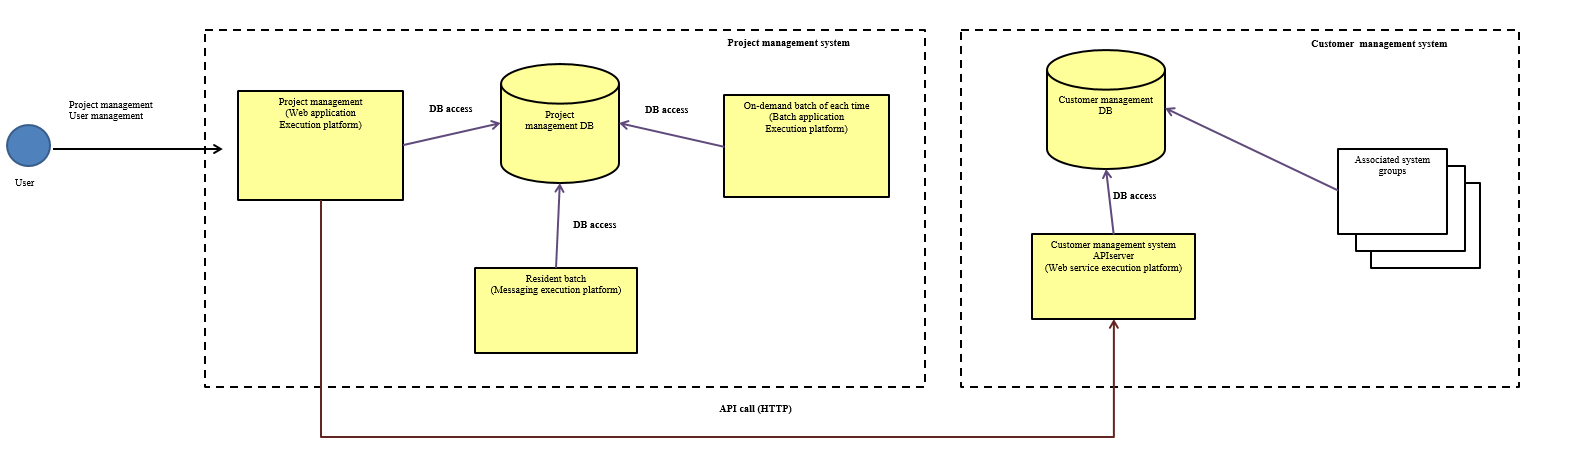 Project management system
Customer  management system
Project management
User management
User
Project management
(Web application
Execution platform)
DB access
Project
management DB
DB access
On-demand batch of each time
(Batch application
Execution platform)
DB access
Resident batch
(Messaging execution platform)
Customer management
DB
Associated system
groups
DB access
Customer management system
APIserver
(Web service execution platform)
API call (HTTP)